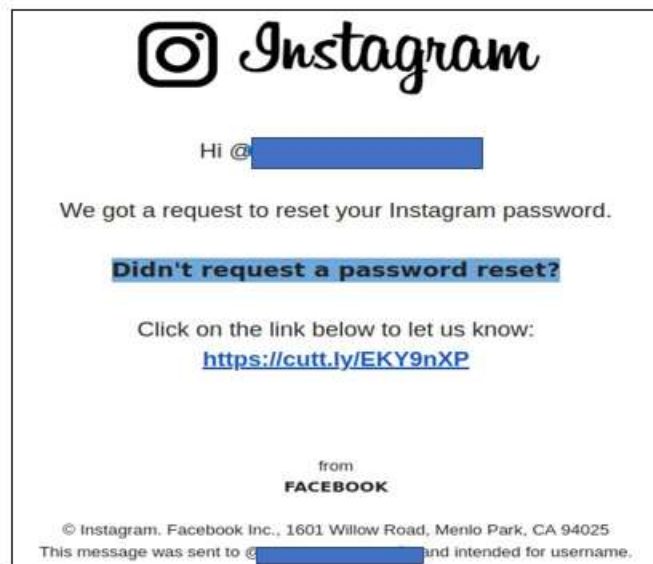 Instagram
Hi @
We got a request to reset your Instagram password.
Didn't request a password reset?
Click on the link below to let us know:
https://cutt.ly/EKY9nXP
from
FACEBOOK
© Instagram. Facebook Inc., 1601 Willow Road, Menlo Park, CA 94025
This message was sent to @ and intended for username.